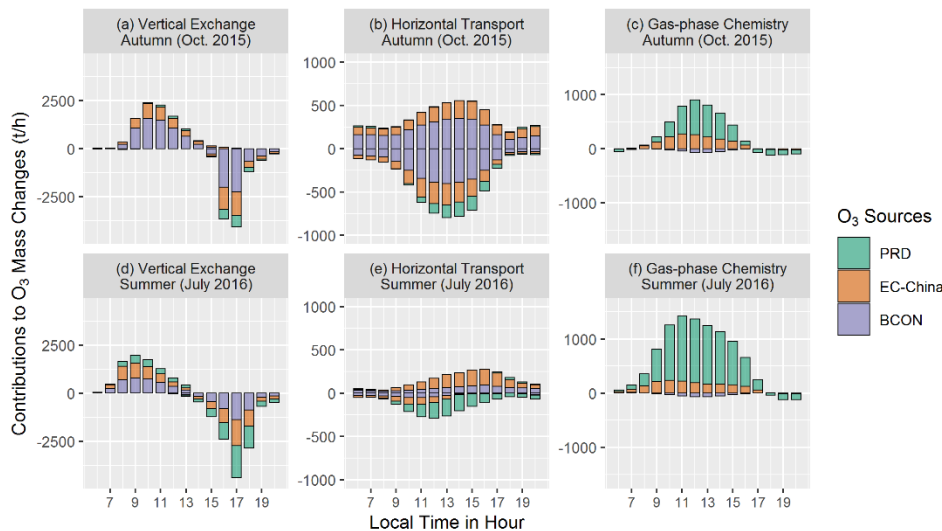 (a) Vertical Exchange
Autumn (Oct. 2015)
(b) Horizontal Transport
Autumn (Oct. 2015)
(c) Gas-phase Chemistry
Autumn (Oct. 2015)
2500
0
-2500
1000
500
0
500
-1000
1000
0
-1000
(d) Vertical Exchange
Summer (July 2016)
(e) Horizontal Transport
Summer (July 2016)
(f) Gas-phase Chemistry
Summer (July 2016)
2500
0
-2500
1000
500
0
-500
-1000
1000
0
-1000
7 9 11 13 15 17 19
7 9 11 13 15 17 19
7 9 11 13 15 17 19
Local Time in Hour
Contributions to O₃ Mass Changes (t/h)
O₃ Sources
PRD
EC-China
BCON